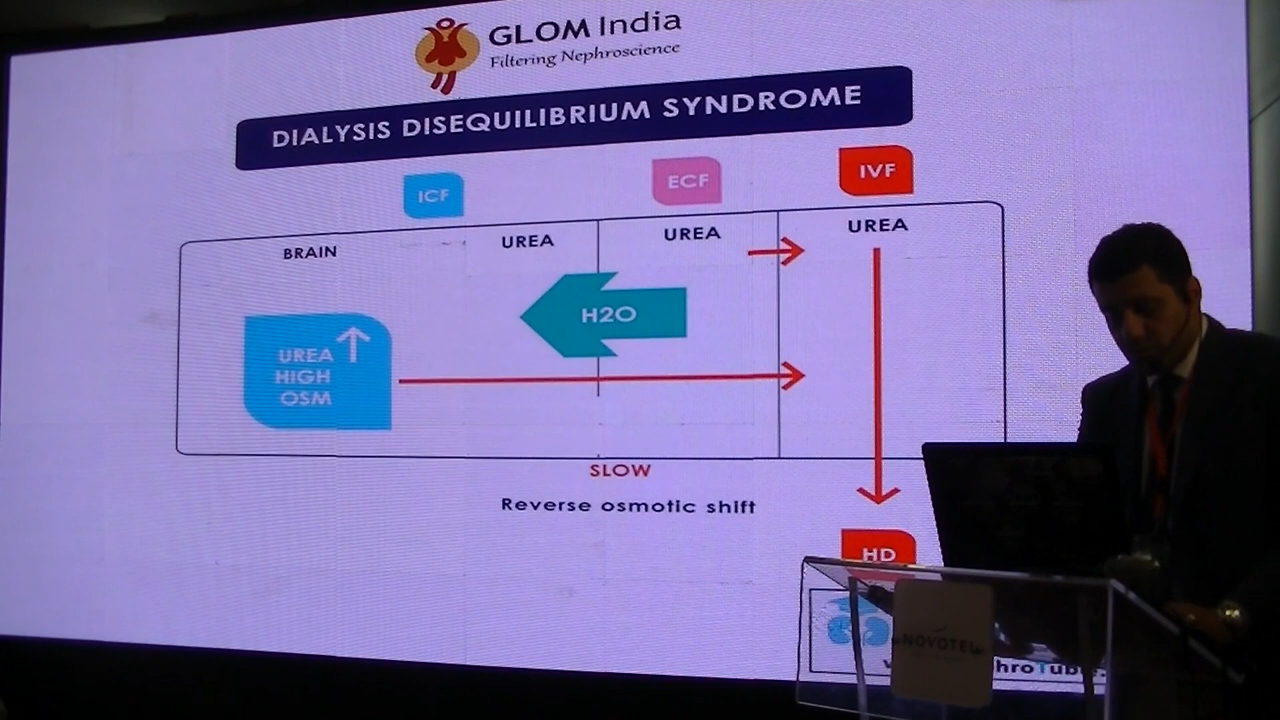 GLOM India
Filtering Nephroscience
DIALYSIS DISEQUILIBRIUM SYNDROME
ICF
ECF
IVF
BRAIN
UREA
UREA
UREA
H2O
UREA
HIGH
OSM
SLOW
Reverse osmotic shift
HD
NOVOTEL